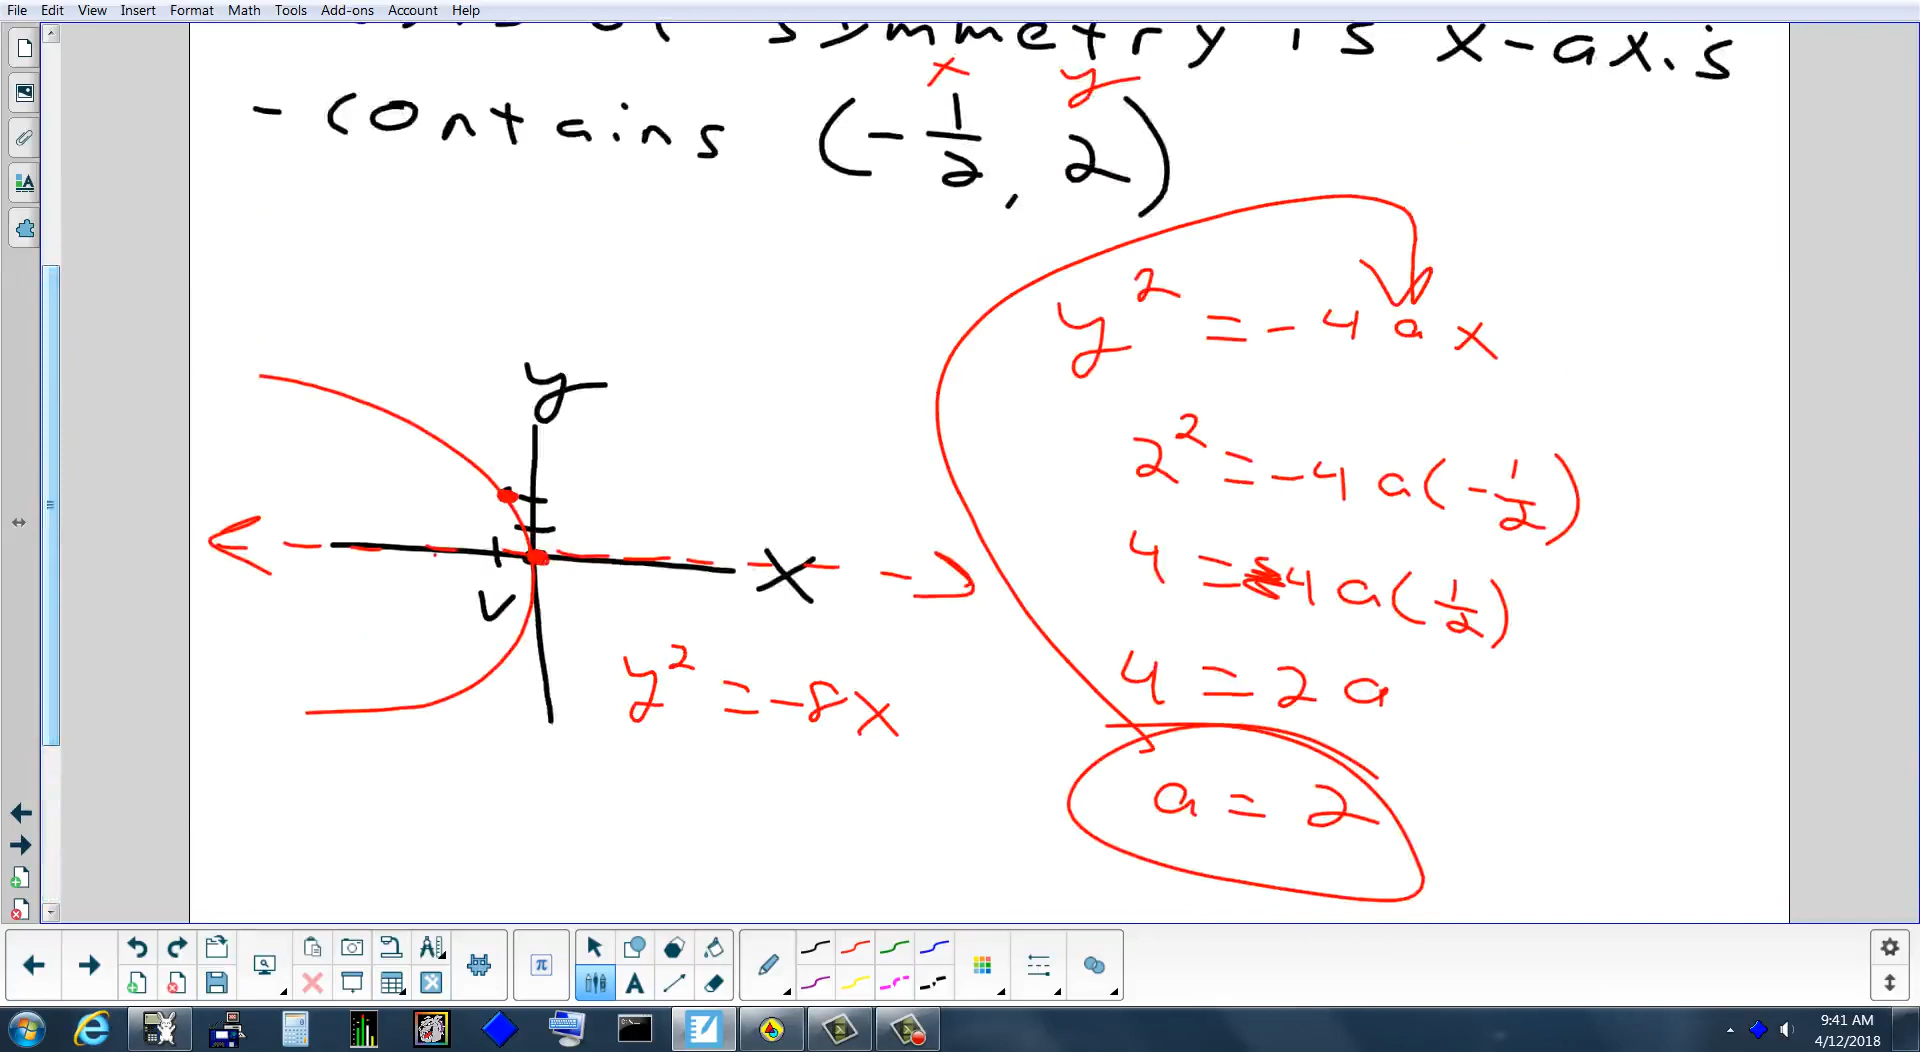 File Edit View Insert Format Math Tools Add-ons Account Help
of symmetry is x-axis
x y
- contains (-1/2, 2)
y² = -4ax
2² = -4a(-1/2)
4 = 4a(1/2)
4 = 2a
a = 2
y
x
V
y² = -8x
π
A
9:41 AM
4/12/2018